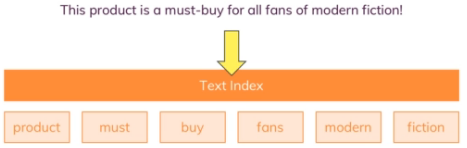 This product is a must-buy for all fans of modern fiction!
Text Index
product must buy fans modern fiction